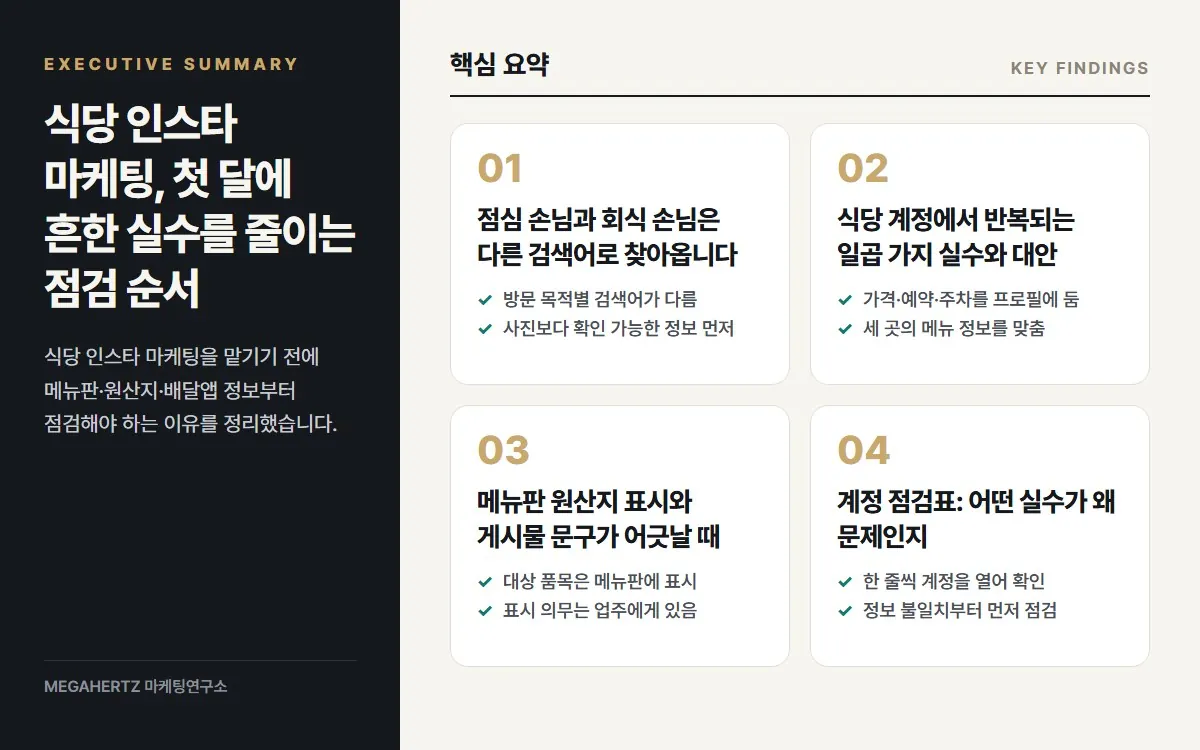 EXECUTIVE SUMMARY
식당 인스타
마케팅, 첫 달에
흔한 실수를 줄이는
점검 순서
식당 인스타 마케팅을 맡기기 전에
메뉴판·원산지·배달앱 정보부터
점검해야 하는 이유를 정리했습니다.
MEGAHERTZ 마케팅연구소
핵심 요약
KEY FINDINGS
01
점심 손님과 회식 손님은
다른 검색어로 찾아옵니다
방문 목적별 검색어가 다름
사진보다 확인 가능한 정보 먼저
02
식당 계정에서 반복되는
일곱 가지 실수와 대안
가격·예약·주차를 프로필에 둠
세 곳의 메뉴 정보를 맞춤
03
메뉴판 원산지 표시와
게시물 문구가 어긋날 때
대상 품목은 메뉴판에 표시
표시 의무는 업주에게 있음
04
계정 점검표: 어떤 실수가 왜
문제인지
한 줄씩 계정을 열어 확인
정보 불일치부터 먼저 점검